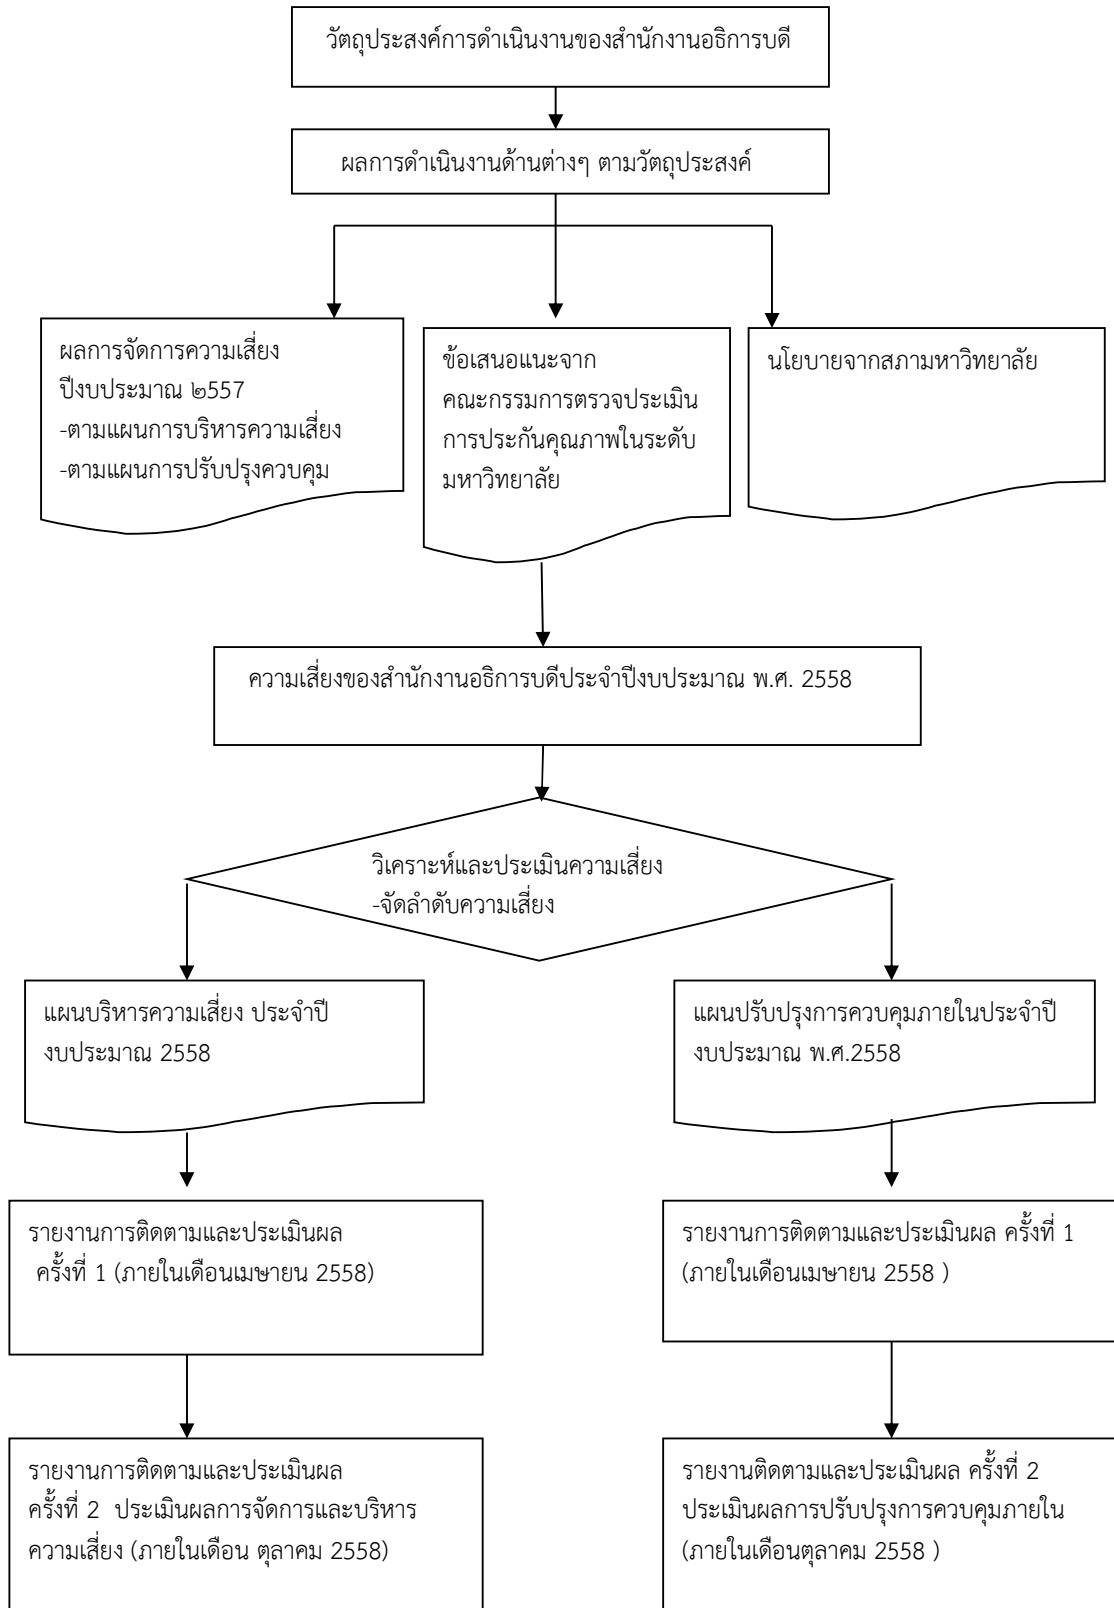 วัตถุประสงค์การดำเนินงานของสำนักงานอธิการบดี
ผลการดำเนินงานด้านต่างๆ ตามวัตถุประสงค์
ผลการจัดการความเสี่ยง
ปีงบประมาณ ๒557
-ตามแผนการบริหารความเสี่ยง
-ตามแผนการปรับปรุงควบคุม
ข้อเสนอแนะจาก
คณะกรรมการตรวจประเมิน
การประกันคุณภาพในระดับ
มหาวิทยาลัย
นโยบายจากสภามหาวิทยาลัย
ความเสี่ยงของสำนักงานอธิการบดีประจำปีงบประมาณ พ.ศ. 2558
วิเคราะห์และประเมินความเสี่ยง
-จัดลำดับความเสี่ยง
แผนบริหารความเสี่ยง ประจำปี
งบประมาณ 2558
แผนปรับปรุงการควบคุมภายในประจำปี
งบประมาณ พ.ศ.2558
รายงานการติดตามและประเมินผล
ครั้งที่ 1 (ภายในเดือนเมษายน 2558)
รายงานการติดตามและประเมินผล ครั้งที่ 1
(ภายในเดือนเมษายน 2558 )
รายงานการติดตามและประเมินผล
ครั้งที่ 2 ประเมินผลการจัดการและบริหาร
ความเสี่ยง (ภายในเดือน ตุลาคม 2558)
รายงานติดตามและประเมินผล ครั้งที่ 2
ประเมินผลการปรับปรุงการควบคุมภายใน
(ภายในเดือนตุลาคม 2558 )